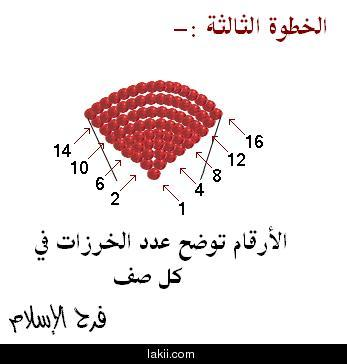 الخطوة الثالثة :-
16
14
12
10
8
6
4
2
1
الأرقام توضح عدد الخرزات في
كل صف
فرح الإسلام
lakii.com